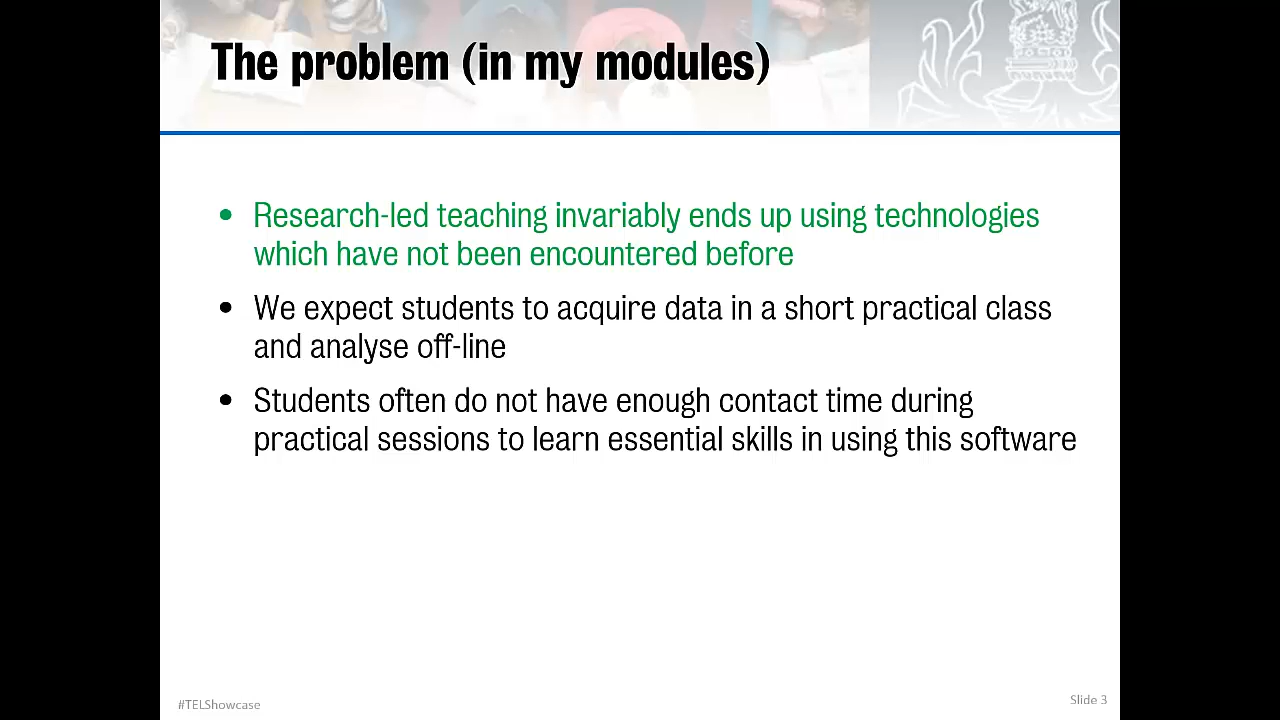 The problem (in my modules)
• Research-led teaching invariably ends up using technologies
which have not been encountered before
• We expect students to acquire data in a short practical class
and analyse off-line
• Students often do not have enough contact time during
practical sessions to learn essential skills in using this software
#TELShowcase
Slide 3